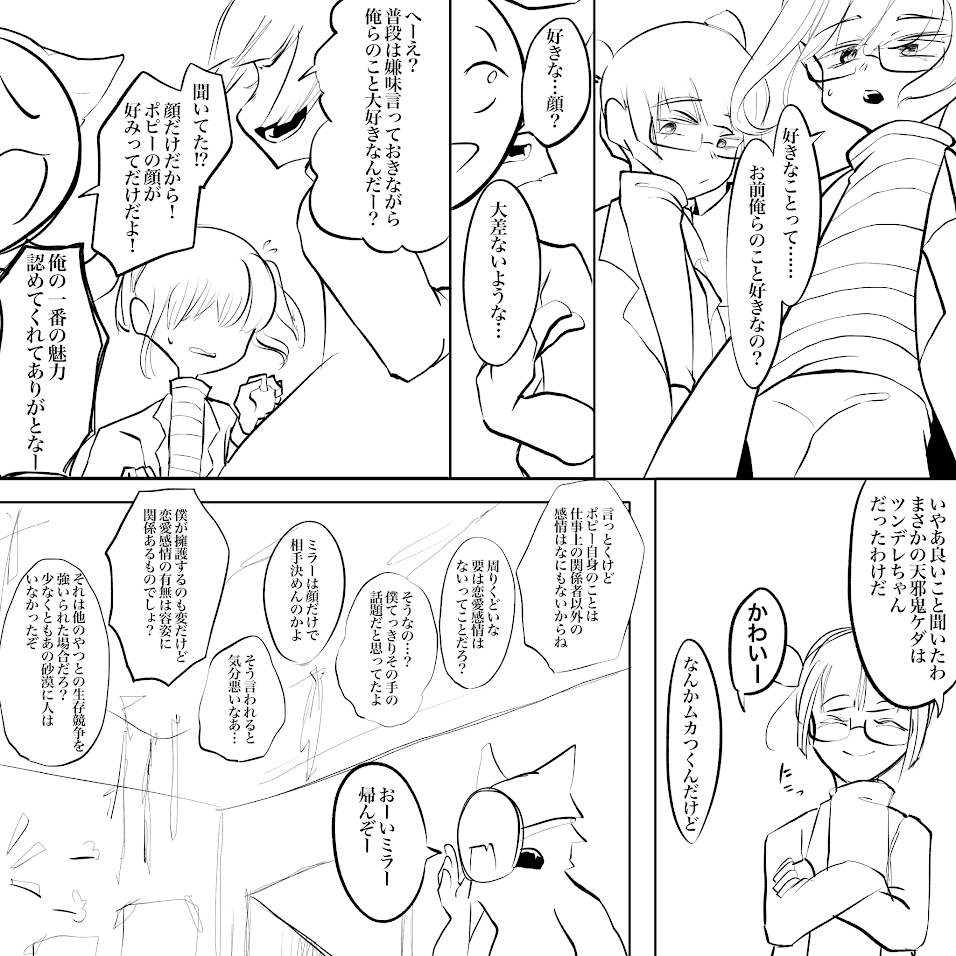 好きなことって……
お前俺らのこと好きなの？
好きな…顔？
大差ないような…
へーえ？
普段は嫌味言っておきながら
俺らのこと大好きなんだー？
聞いてた!?
顔だけだから！
ポピーの顔が
好みってだけだよ！
俺の一番の魅力
認めてくれてありがとなー
いやあ良いこと聞いたわ
まさかの天邪鬼ケダは
ツンデレちゃん
だったわけだ
かわいー
なんかムカつくんだけど
にこっ
言っとくけど
ポピー自身のことは
仕事上の関係者以外の
感情はなにもないからね
周りくどいな
要は恋愛感情は
ないってことだろ？
そうなの…？
僕てっきりその手の
話題だと思ってたよ
ミラーは顔だけで
相手決めんのかよ
そう言われると
気分悪いなあ…
僕が擁護するのも変だけど
恋愛感情の有無は容姿に
関係あるものでしょ？
それは他のやつとの生存競争を
強いられた場合だろ？
少なくともあの砂漠に人は
いなかったぞ
おーいミラー
帰んぞー